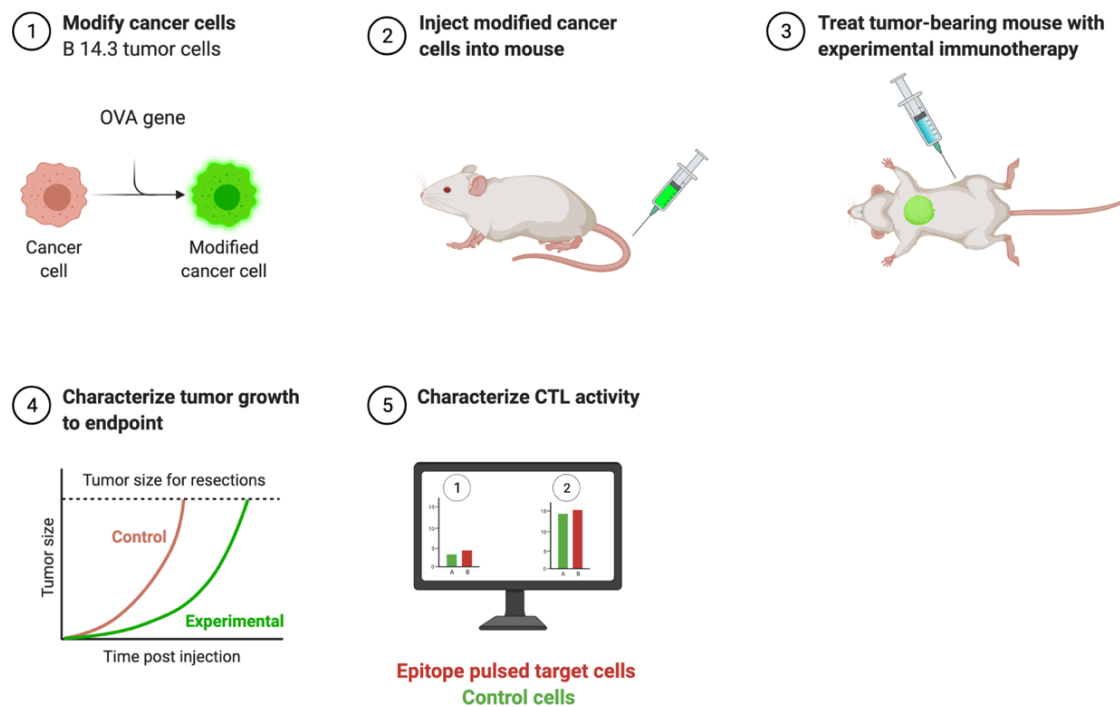 1
Modify cancer cells
B 14.3 tumor cells
OVA gene
Cancer
cell
Modified
cancer cell
2
Inject modified cancer
cells into mouse
3
Treat tumor-bearing mouse with
experimental immunotherapy
4
Characterize tumor growth
to endpoint
Tumor size for resections
Control
Experimental
Tumor size
Time post injection
5
Characterize CTL activity
1
15
10
5
0
A B
2
15
10
5
0
A B
Epitope pulsed target cells
Control cells